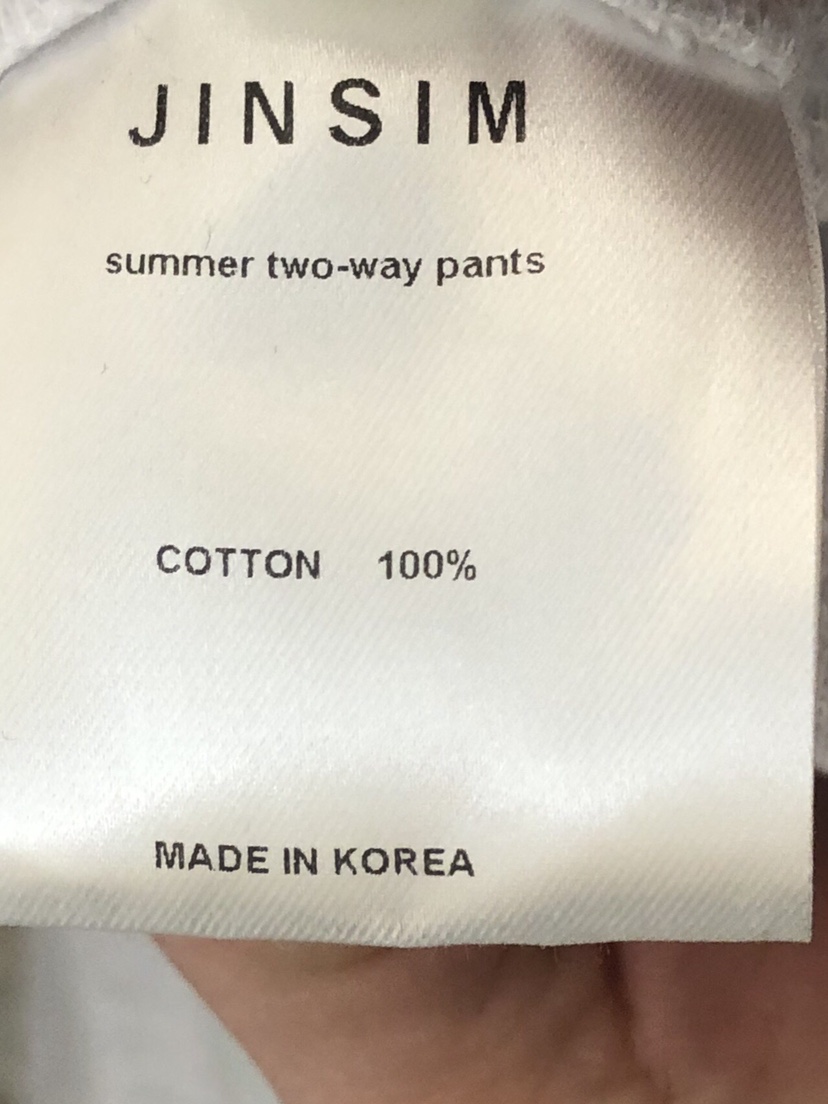 JINSIM
summer two-way pants
COTTON 100%
MADE IN KOREA